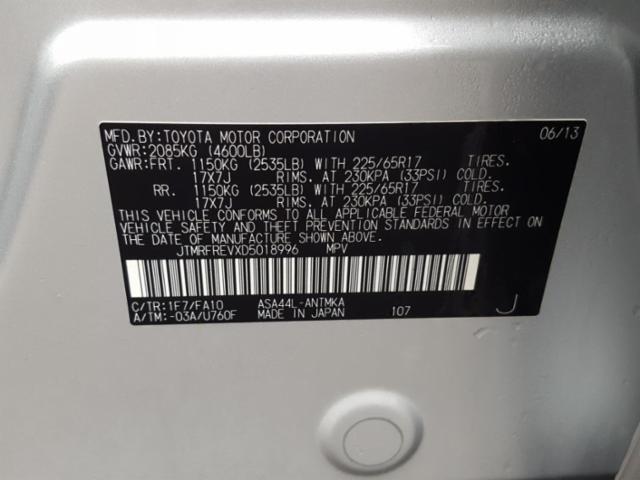 MFD. BY:TOYOTA MOTOR CORPORATION 06/13
GVWR:2085KG (4600LB)
GAWR:FRT. 1150KG (2535LB) WITH 225/65R17 TIRES.
17X7J RIMS. AT 230KPA (33PSI) COLD.
RR. 1150KG (2535LB) WITH 225/65R17 TIRES.
17X7J RIMS. AT 230KPA (33PSI) COLD.
THIS VEHICLE CONFORMS TO ALL APPLICABLE FEDERAL MOTOR
VEHICLE SAFETY AND THEFT PREVENTION STANDARDS IN EFFECT ON
THE DATE OF MANUFACTURE SHOWN ABOVE.
JTMRFREVXD5018996 MPV
C/TR:1F7/FA10 ASA44L-ANTMKA
A/TM:-03A/U760F MADE IN JAPAN 107 J